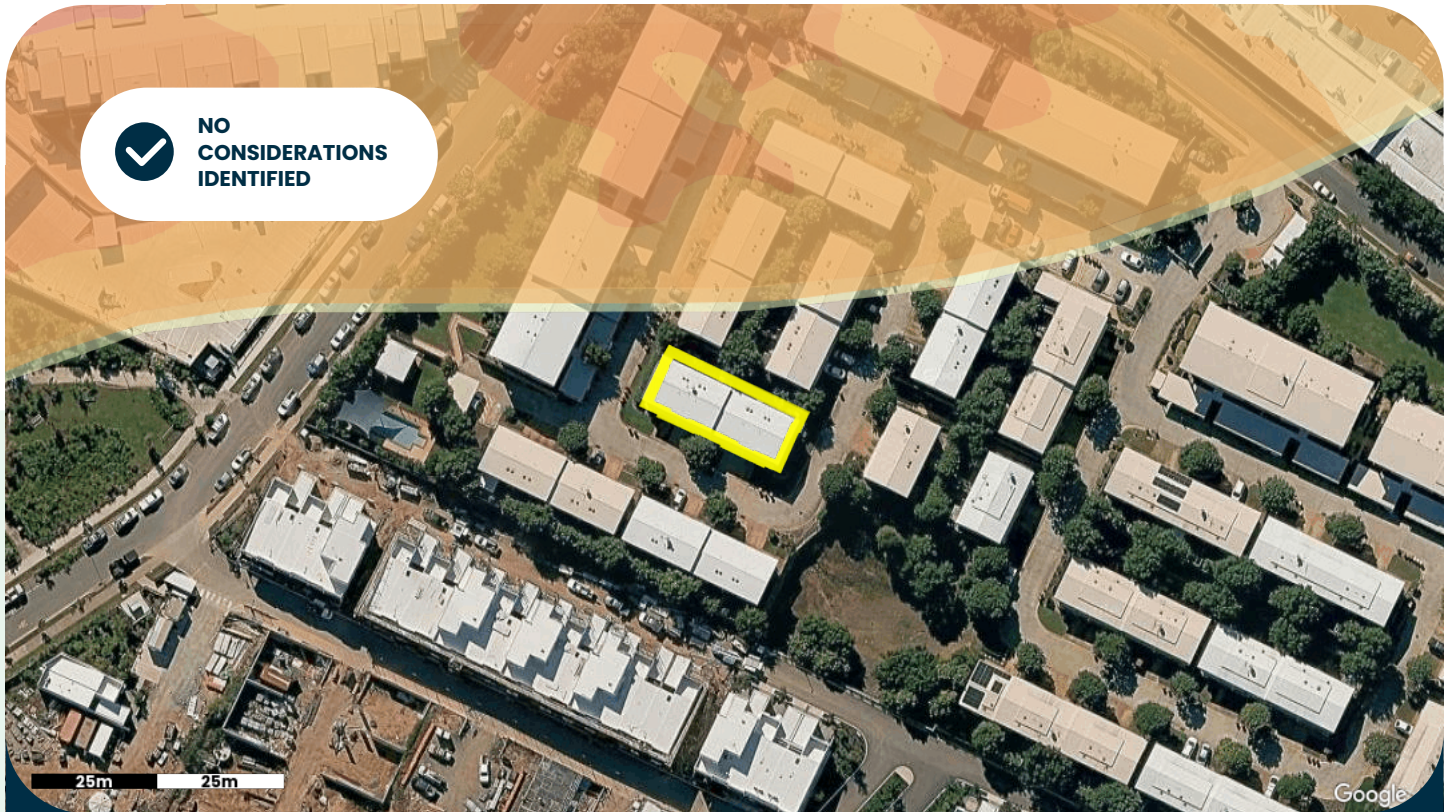 NO
CONSIDERATIONS
IDENTIFIED
25m 25m
Google